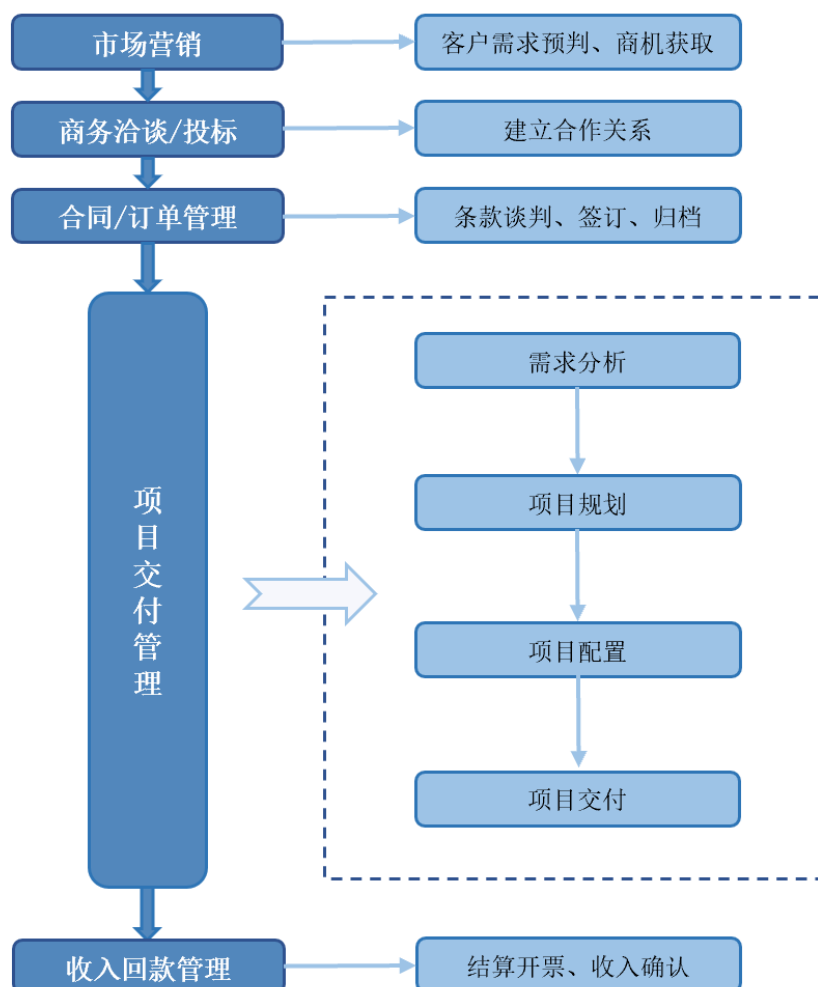 市场营销
客户需求预判、商机获取
商务洽谈/投标
建立合作关系
合同/订单管理
条款谈判、签订、归档
项目交付管理
需求分析
项目规划
项目配置
项目交付
收入回款管理
结算开票、收入确认